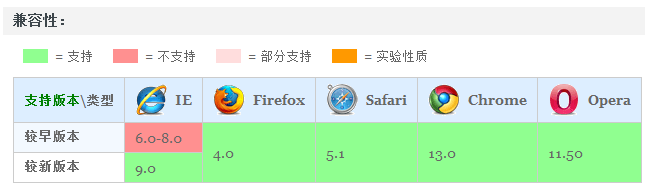 兼容性：
= 支持 = 不支持 = 部分支持 = 实验性质
支持版本\类型 IE Firefox Safari Chrome Opera
较早版本 6.0-8.0
4.0 5.1 13.0 11.50
较新版本 9.0